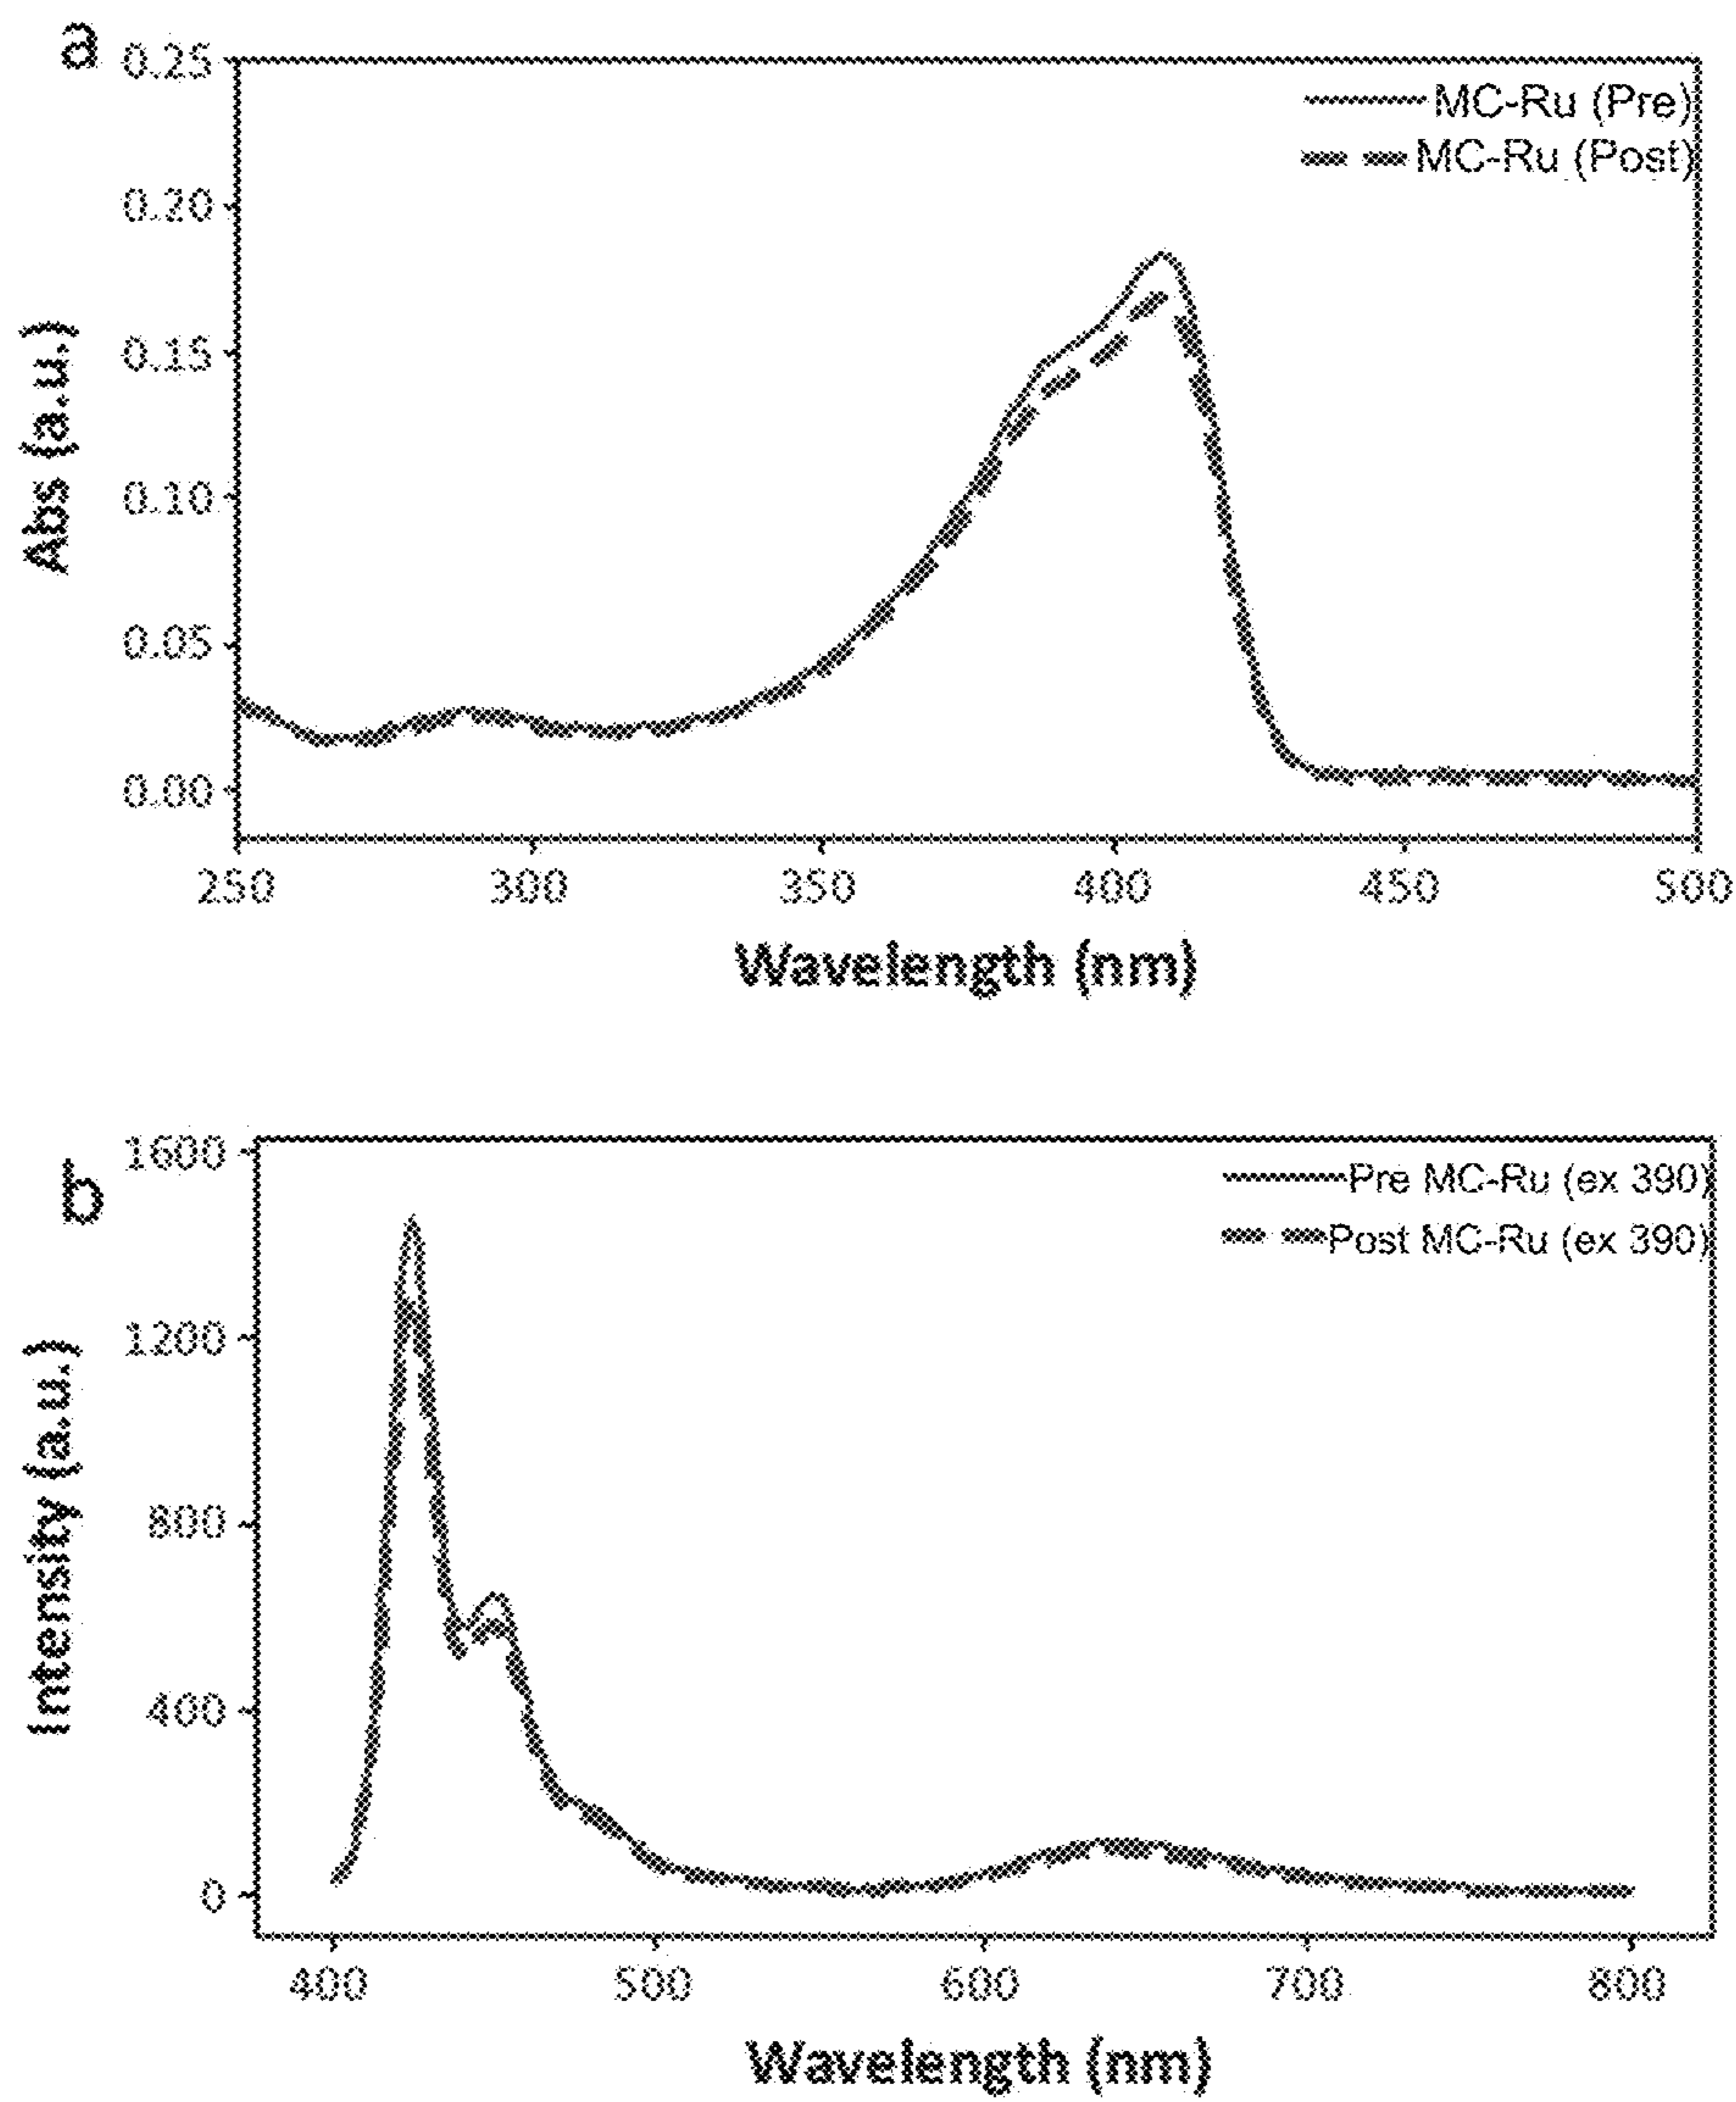 a
0.25
MC-Ru (Pre)
MC-Ru (Post)
0.20
0.15
0.10
0.05
0.00
Abs (a.u.)
250 300 350 400 450 500
Wavelength (nm)
b
1600
Pre MC-Ru (ex 390)
Post MC-Ru (ex 390)
1200
800
400
0
Intensity (a.u.)
400 500 600 700 800
Wavelength (nm)